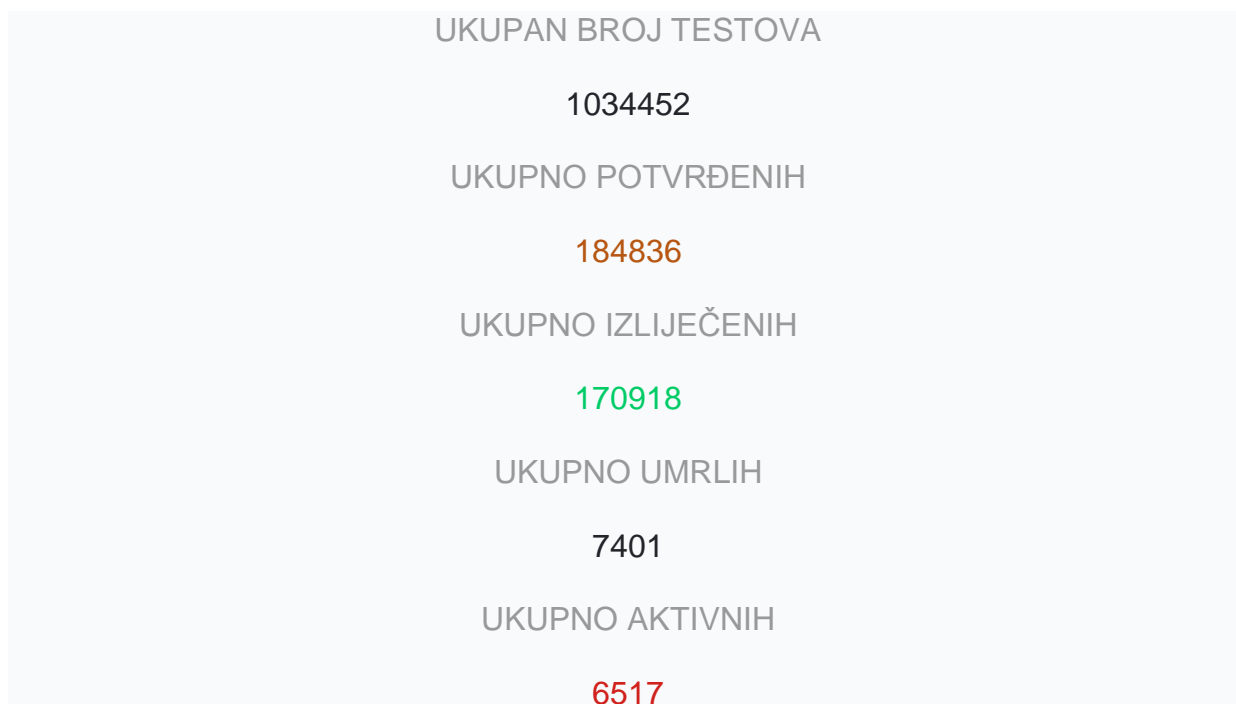 UKUPAN BROJ TESTOVA
1034452
UKUPNO POTVRĐENIH
184836
UKUPNO IZLIJEČENIH
170918
UKUPNO UMRLIH
7401
UKUPNO AKTIVNIH
6517